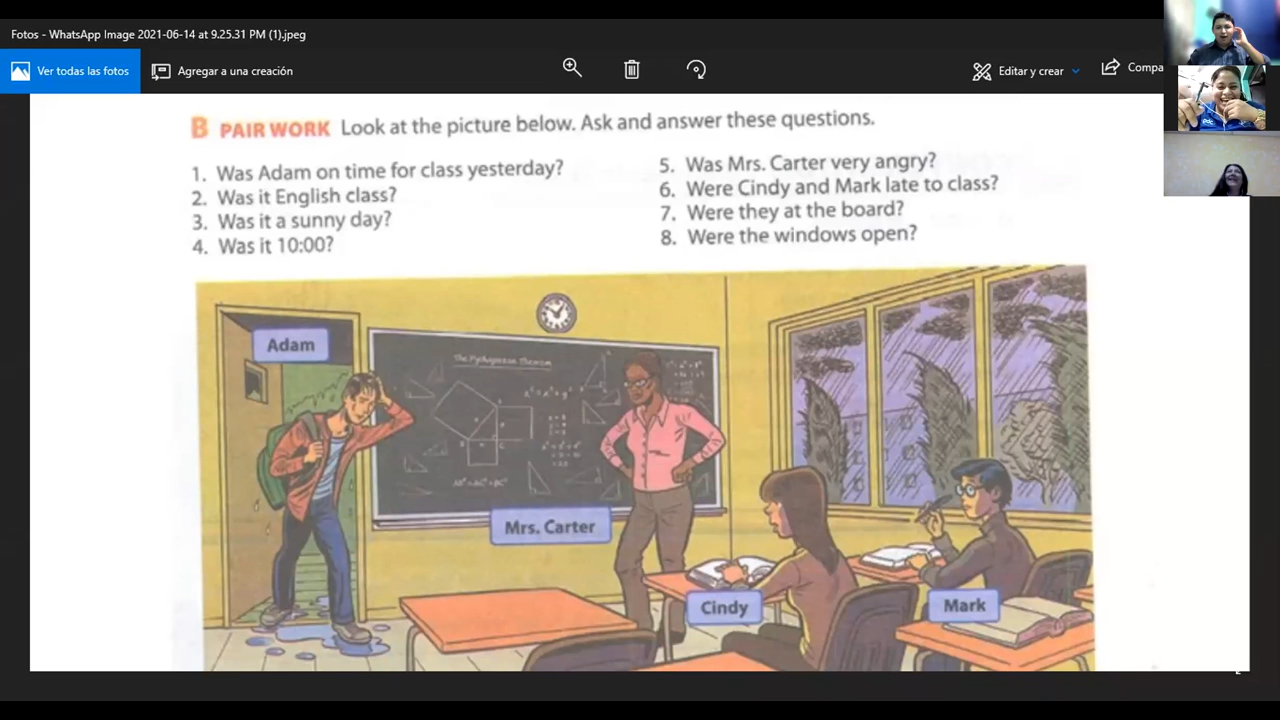 Fotos - WhatsApp Image 2021-06-14 at 9.25.31 PM (1).jpeg
Ver todas las fotos
Agregar a una creación
Editar y crear
Compa
B PAIR WORK Look at the picture below. Ask and answer these questions.
1. Was Adam on time for class yesterday?
2. Was it English class?
3. Was it a sunny day?
4. Was it 10:00?
5. Was Mrs. Carter very angry?
6. Were Cindy and Mark late to class?
7. Were they at the board?
8. Were the windows open?
Adam
The Pythagorean Theorem
Mrs. Carter
Cindy
Mark